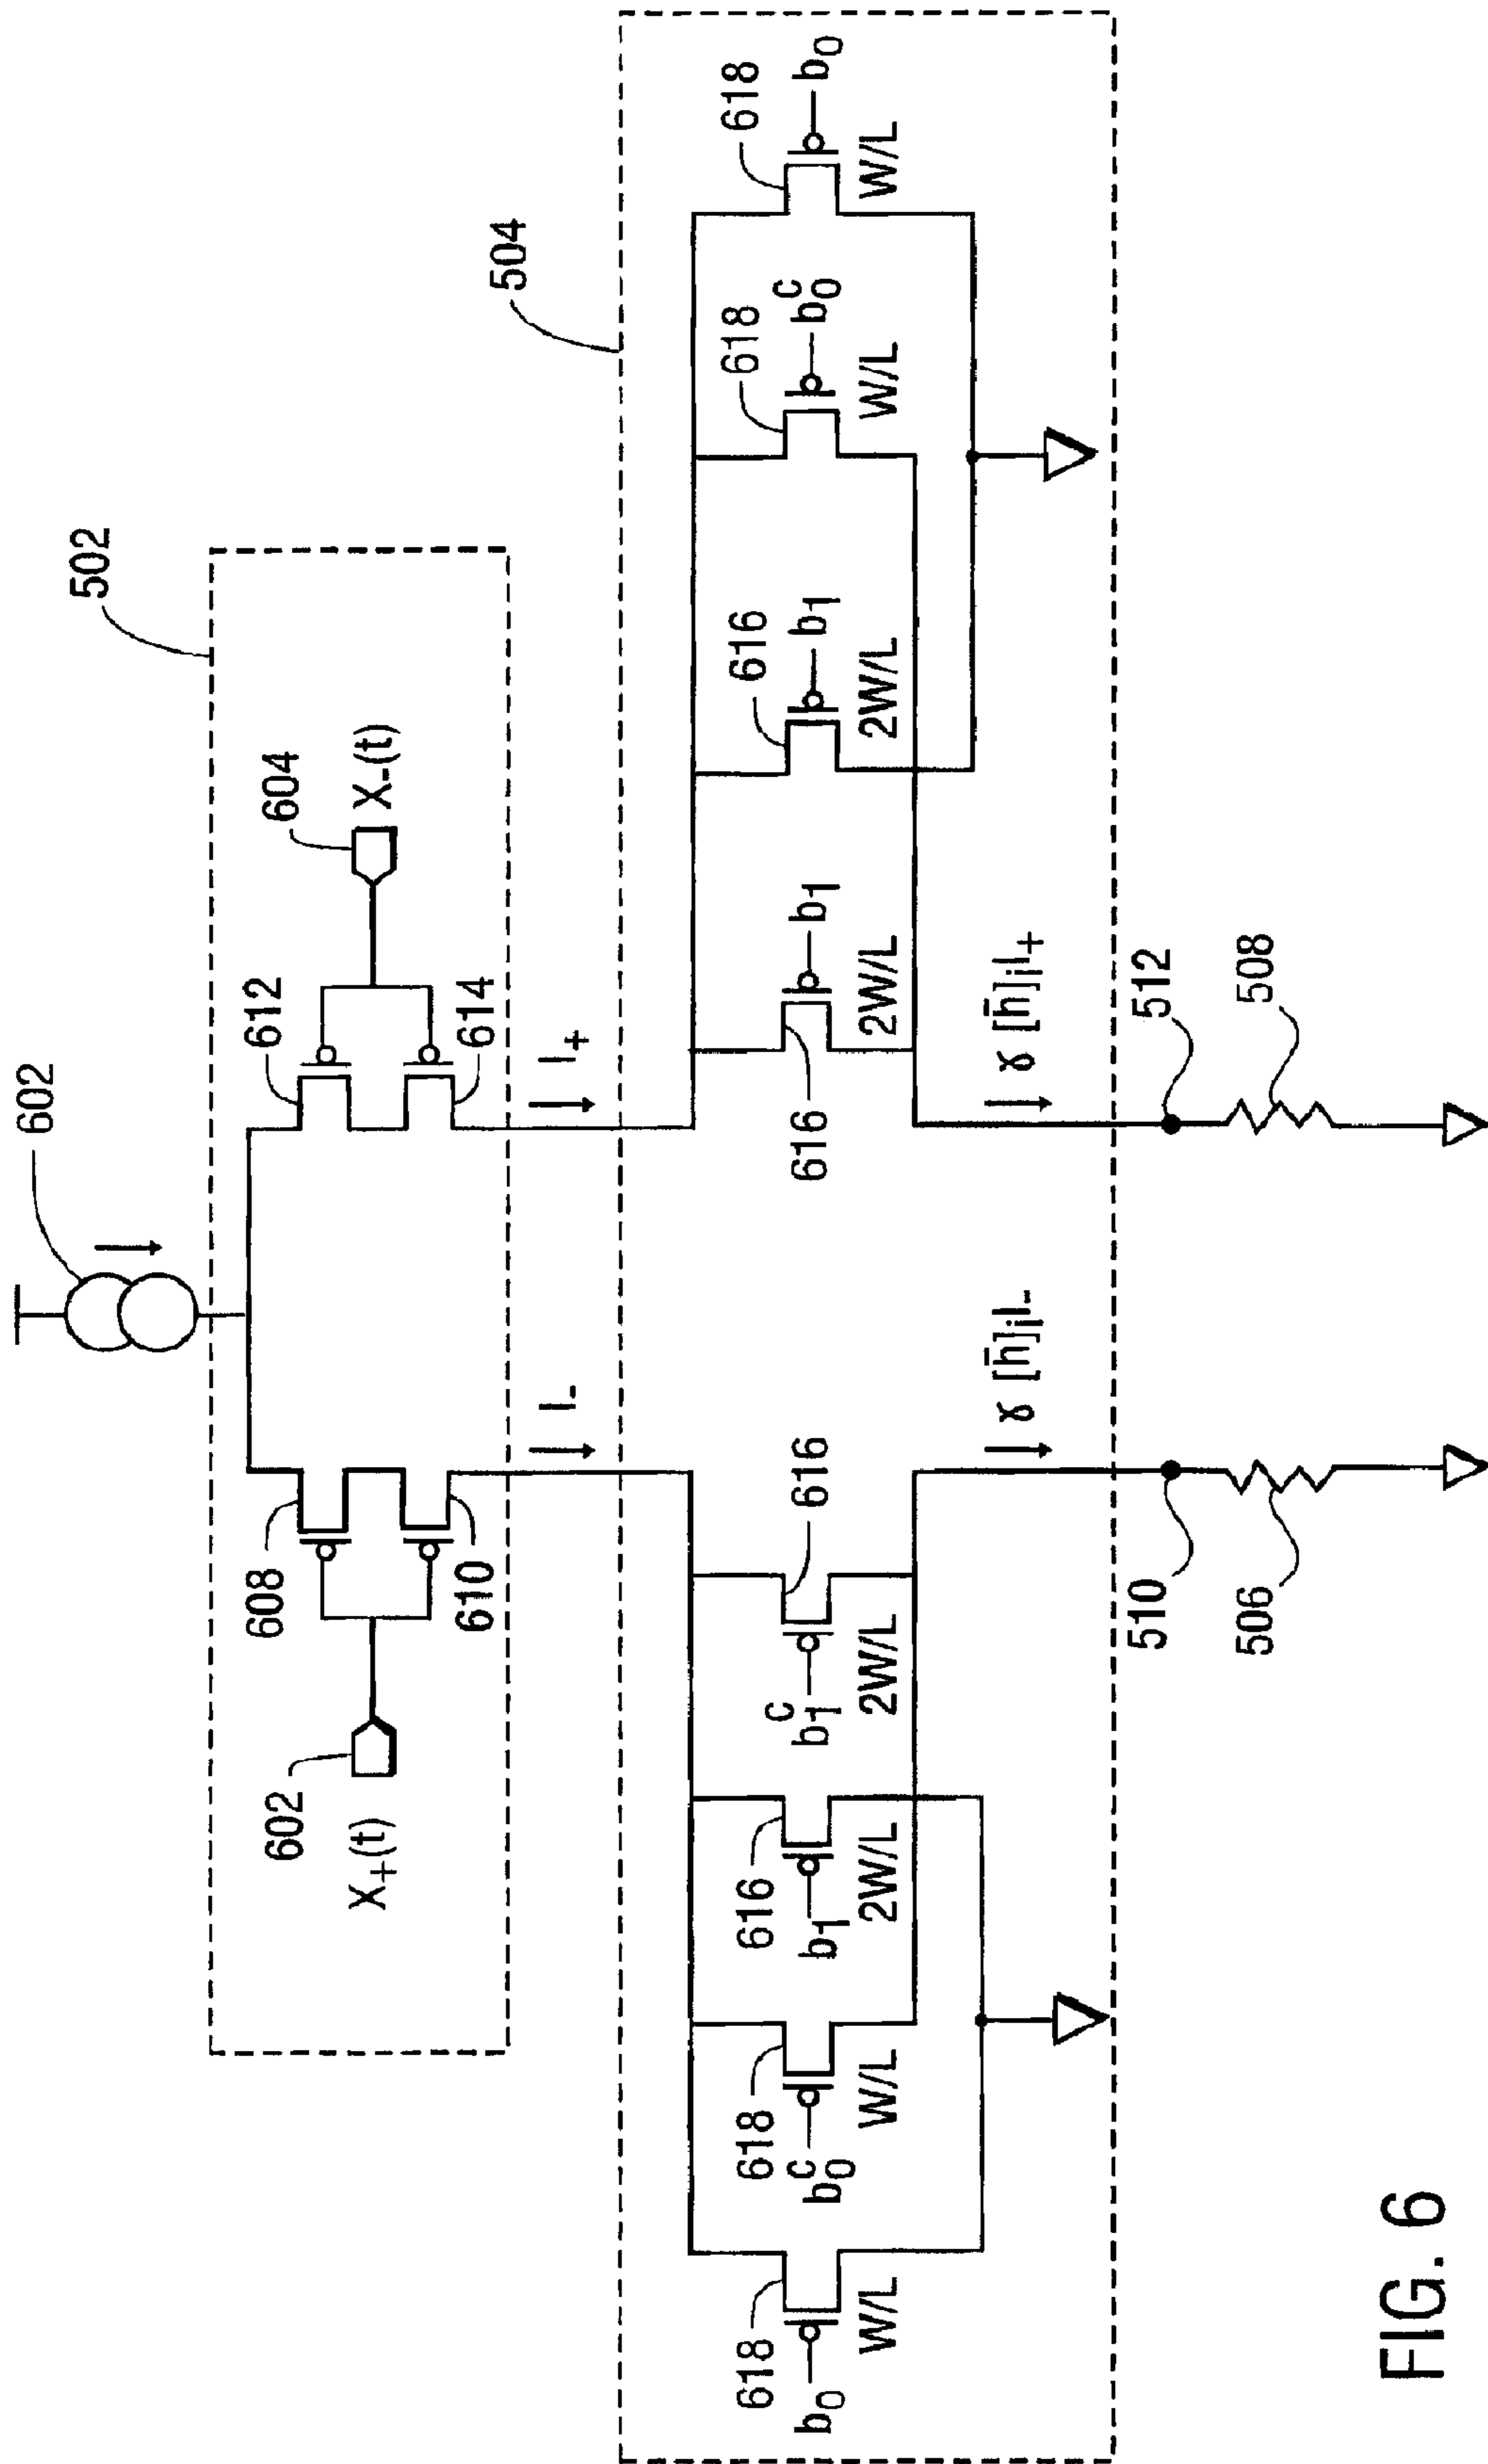 602
I
502
608
610
612
614
602
X₊(t)
604
X-(t)
I-
I₊
504
618
b₀
W/L
618
b₀ᶜ
W/L
616
b₁
2W/L
616
b₁ᶜ
2W/L
616
b₁
2W/L
616
b₁
2W/L
618
b₀ᶜ
W/L
618
b₀
W/L
γ [h̄]ᵢI-
γ [h̄]ᵢI₊
510
506
512
508
FIG. 6